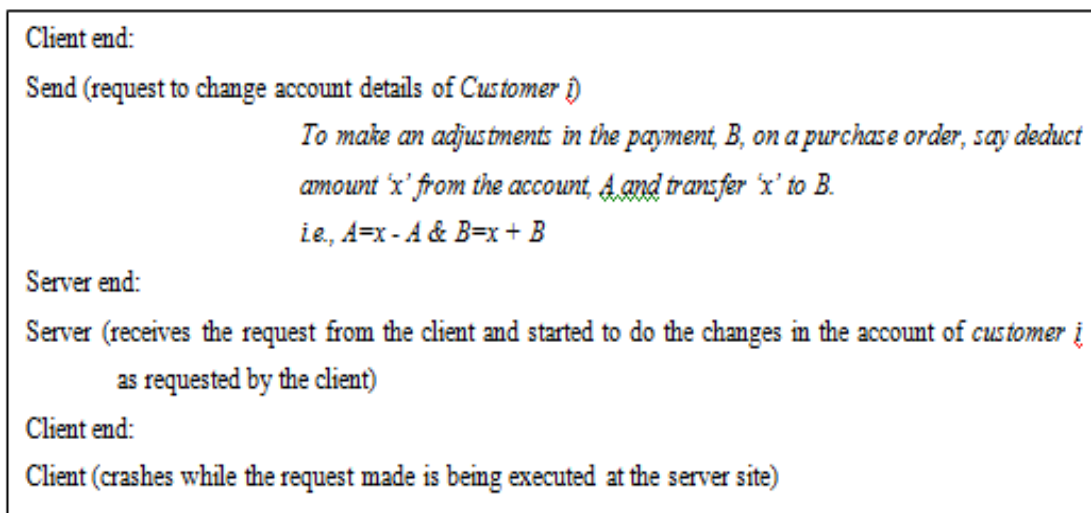 Client end:
Send (request to change account details of Customer i)
To make an adjustments in the payment, B, on a purchase order, say deduct
amount ‘x’ from the account, A and transfer ‘x’ to B.
i.e., A=x - A & B=x + B
Server end:
Server (receives the request from the client and started to do the changes in the account of customer i
as requested by the client)
Client end:
Client (crashes while the request made is being executed at the server site)